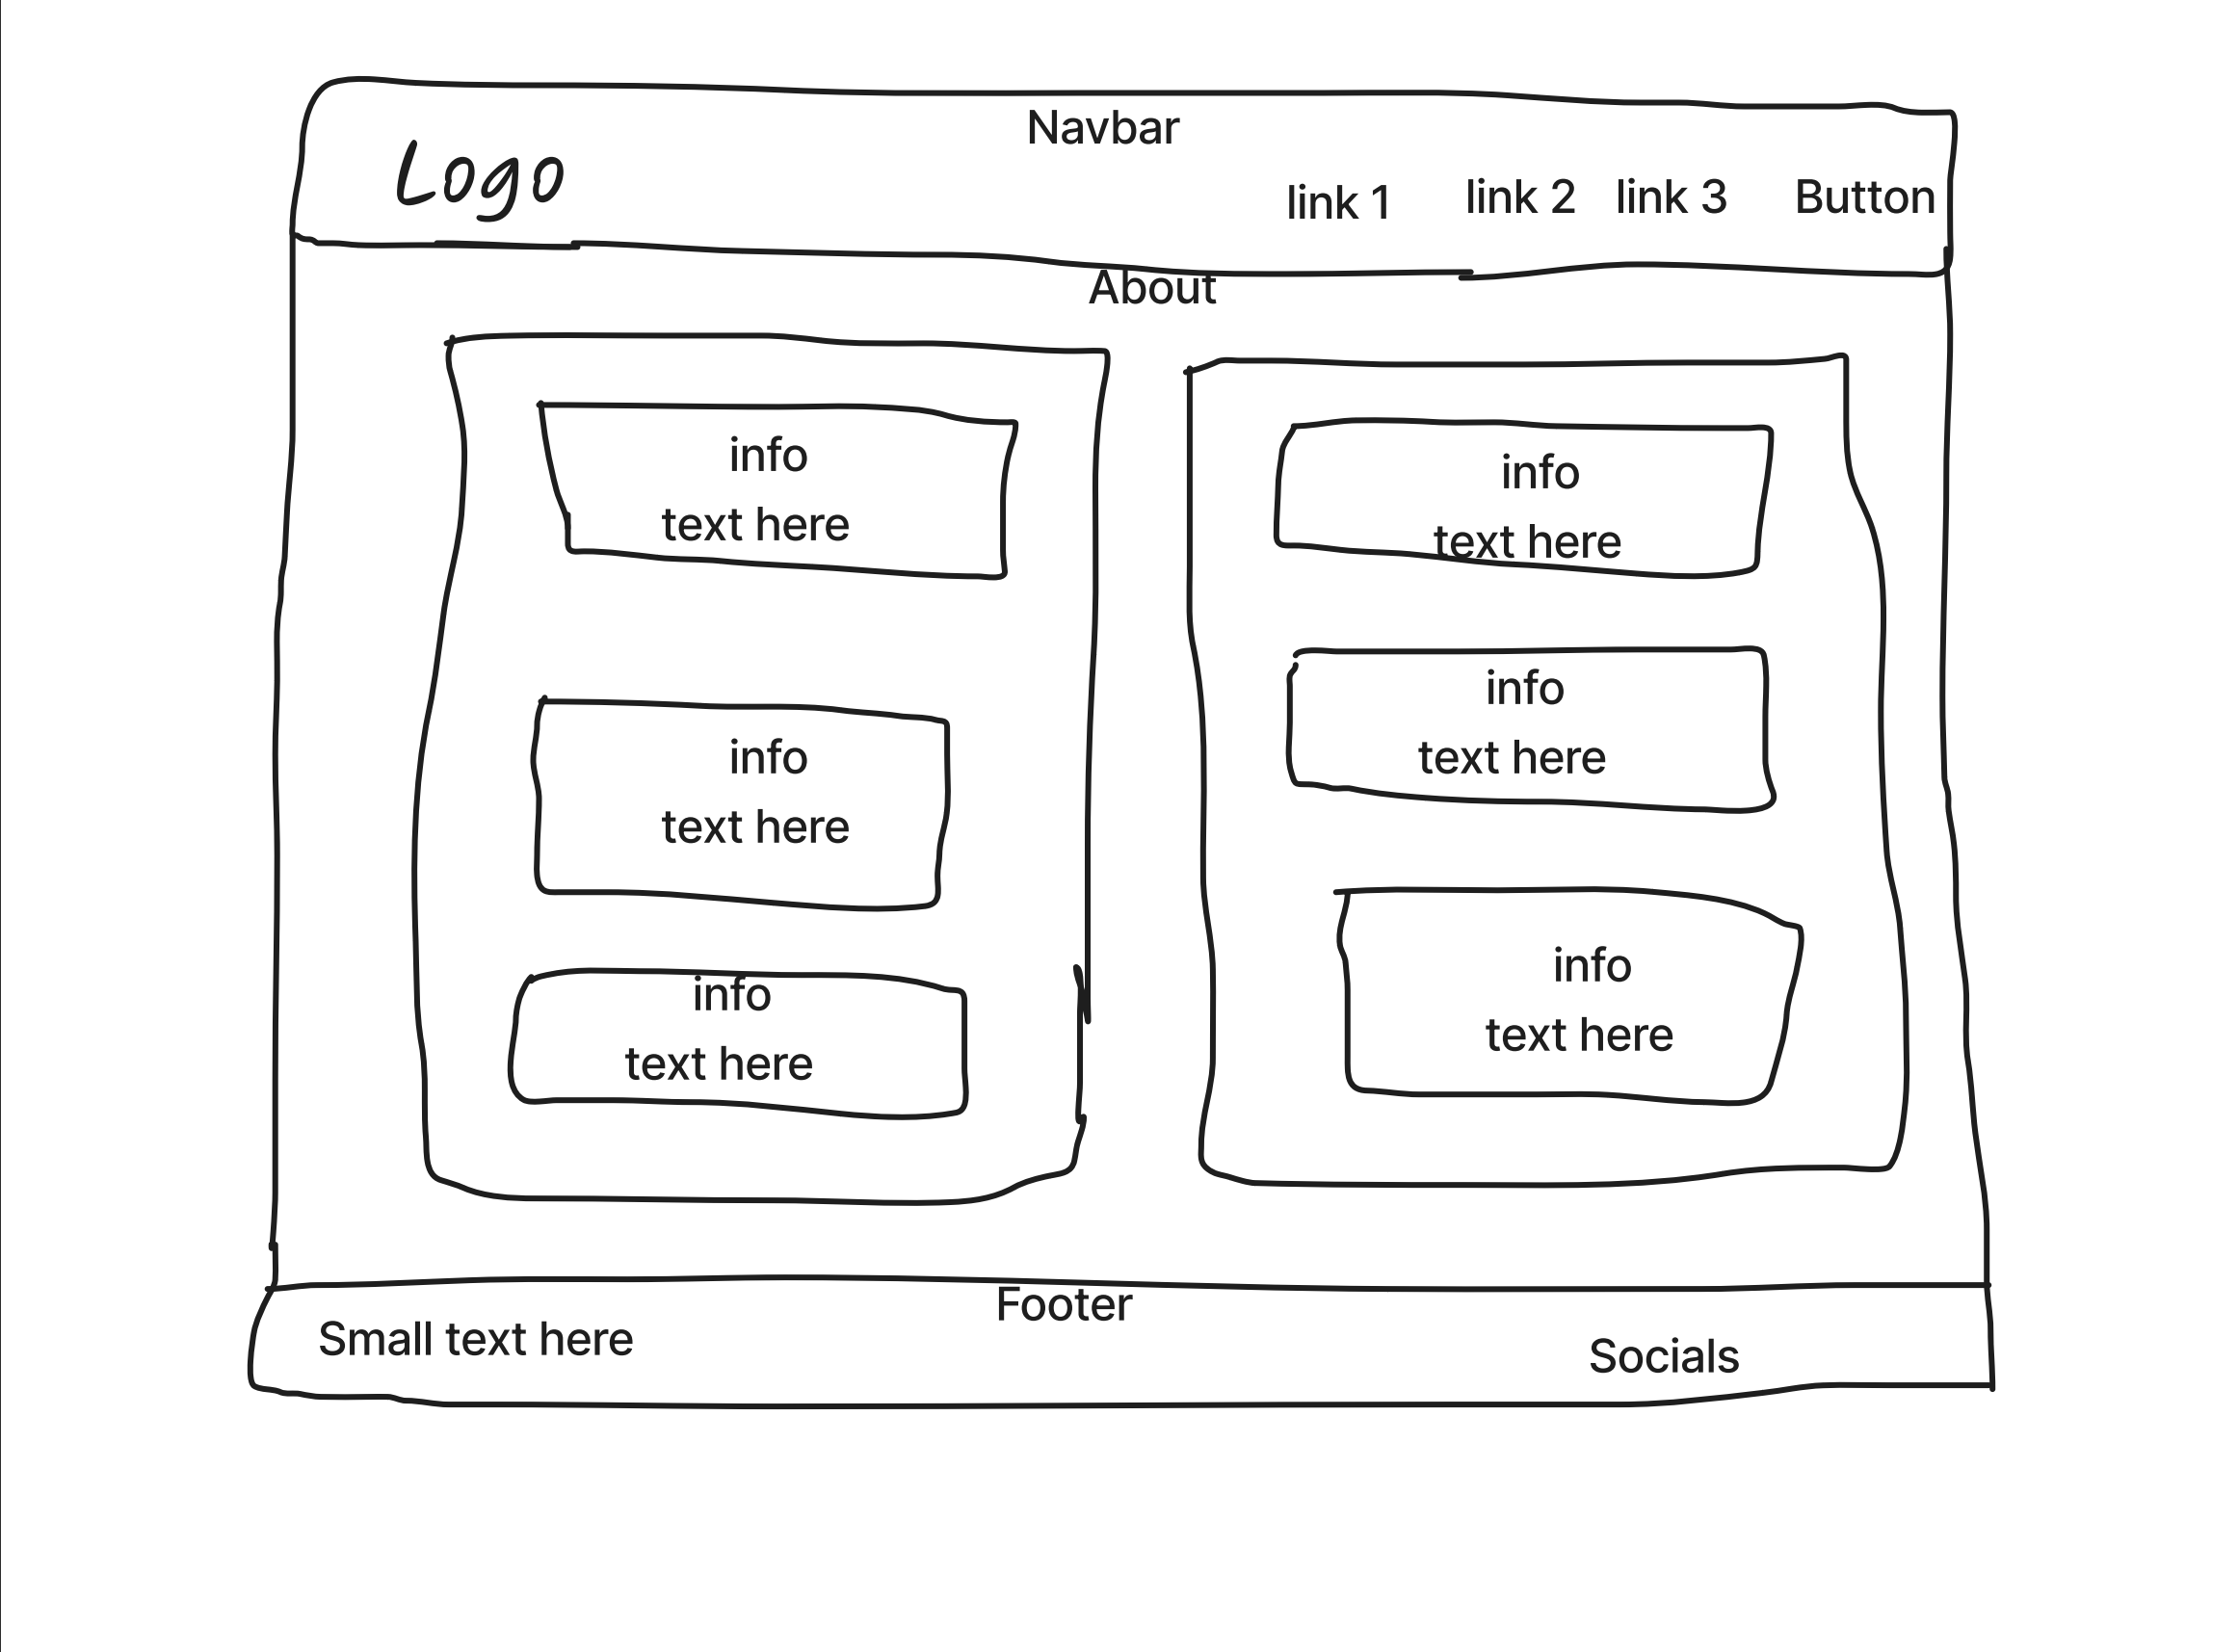 Navbar
Logo
link 1
link 2
link 3
Button
About
info
text here
info
text here
info
text here
info
text here
info
text here
info
text here
Footer
Small text here
Socials